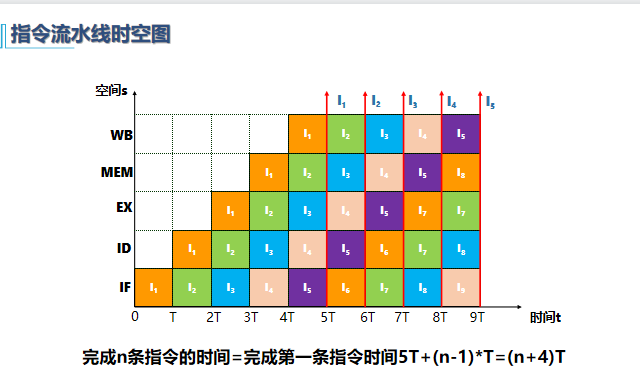 指令流水线时空图
空间s
I₁ I₂ I₃ I₄ I₅
WB I₁ I₂ I₃ I₄ I₅
MEM I₁ I₂ I₃ I₄ I₅ I₈
EX I₁ I₂ I₃ I₄ I₅ I₇ I₇
ID I₁ I₂ I₃ I₄ I₅ I₆ I₇ I₈
IF I₁ I₂ I₃ I₄ I₅ I₆ I₇ I₈ I₉
0 T 2T 3T 4T 5T 6T 7T 8T 9T 时间t
完成n条指令的时间=完成第一条指令时间5T+(n-1)*T=(n+4)T